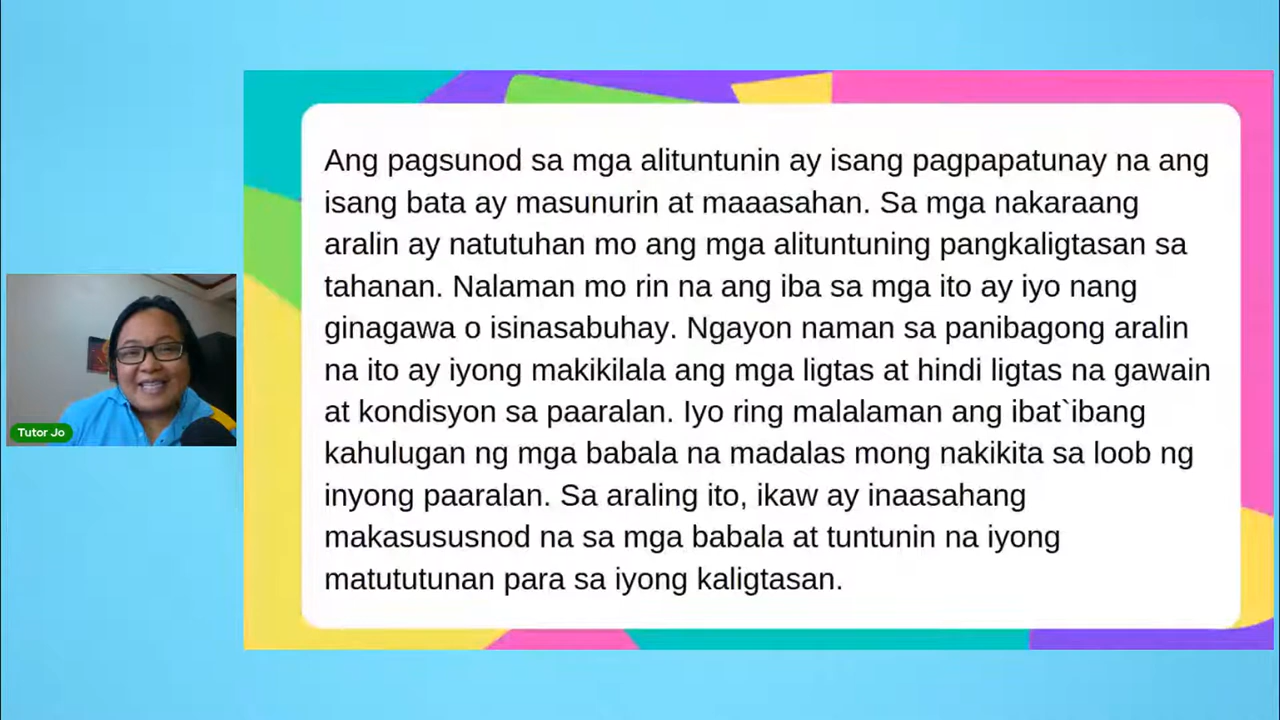 Ang pagsunod sa mga alituntunin ay isang pagpapatunay na ang
isang bata ay masunurin at maaasahan. Sa mga nakaraang
aralin ay natutuhan mo ang mga alituntuning pangkaligtasan sa
tahanan. Nalaman mo rin na ang iba sa mga ito ay iyo nang
ginagawa o isinasabuhay. Ngayon naman sa panibagong aralin
na ito ay iyong makikilala ang mga ligtas at hindi ligtas na gawain
at kondisyon sa paaralan. Iyo ring malalaman ang ibat`ibang
kahulugan ng mga babala na madalas mong nakikita sa loob ng
inyong paaralan. Sa araling ito, ikaw ay inaasahang
makasususnod na sa mga babala at tuntunin na iyong
matututunan para sa iyong kaligtasan.
Tutor Jo